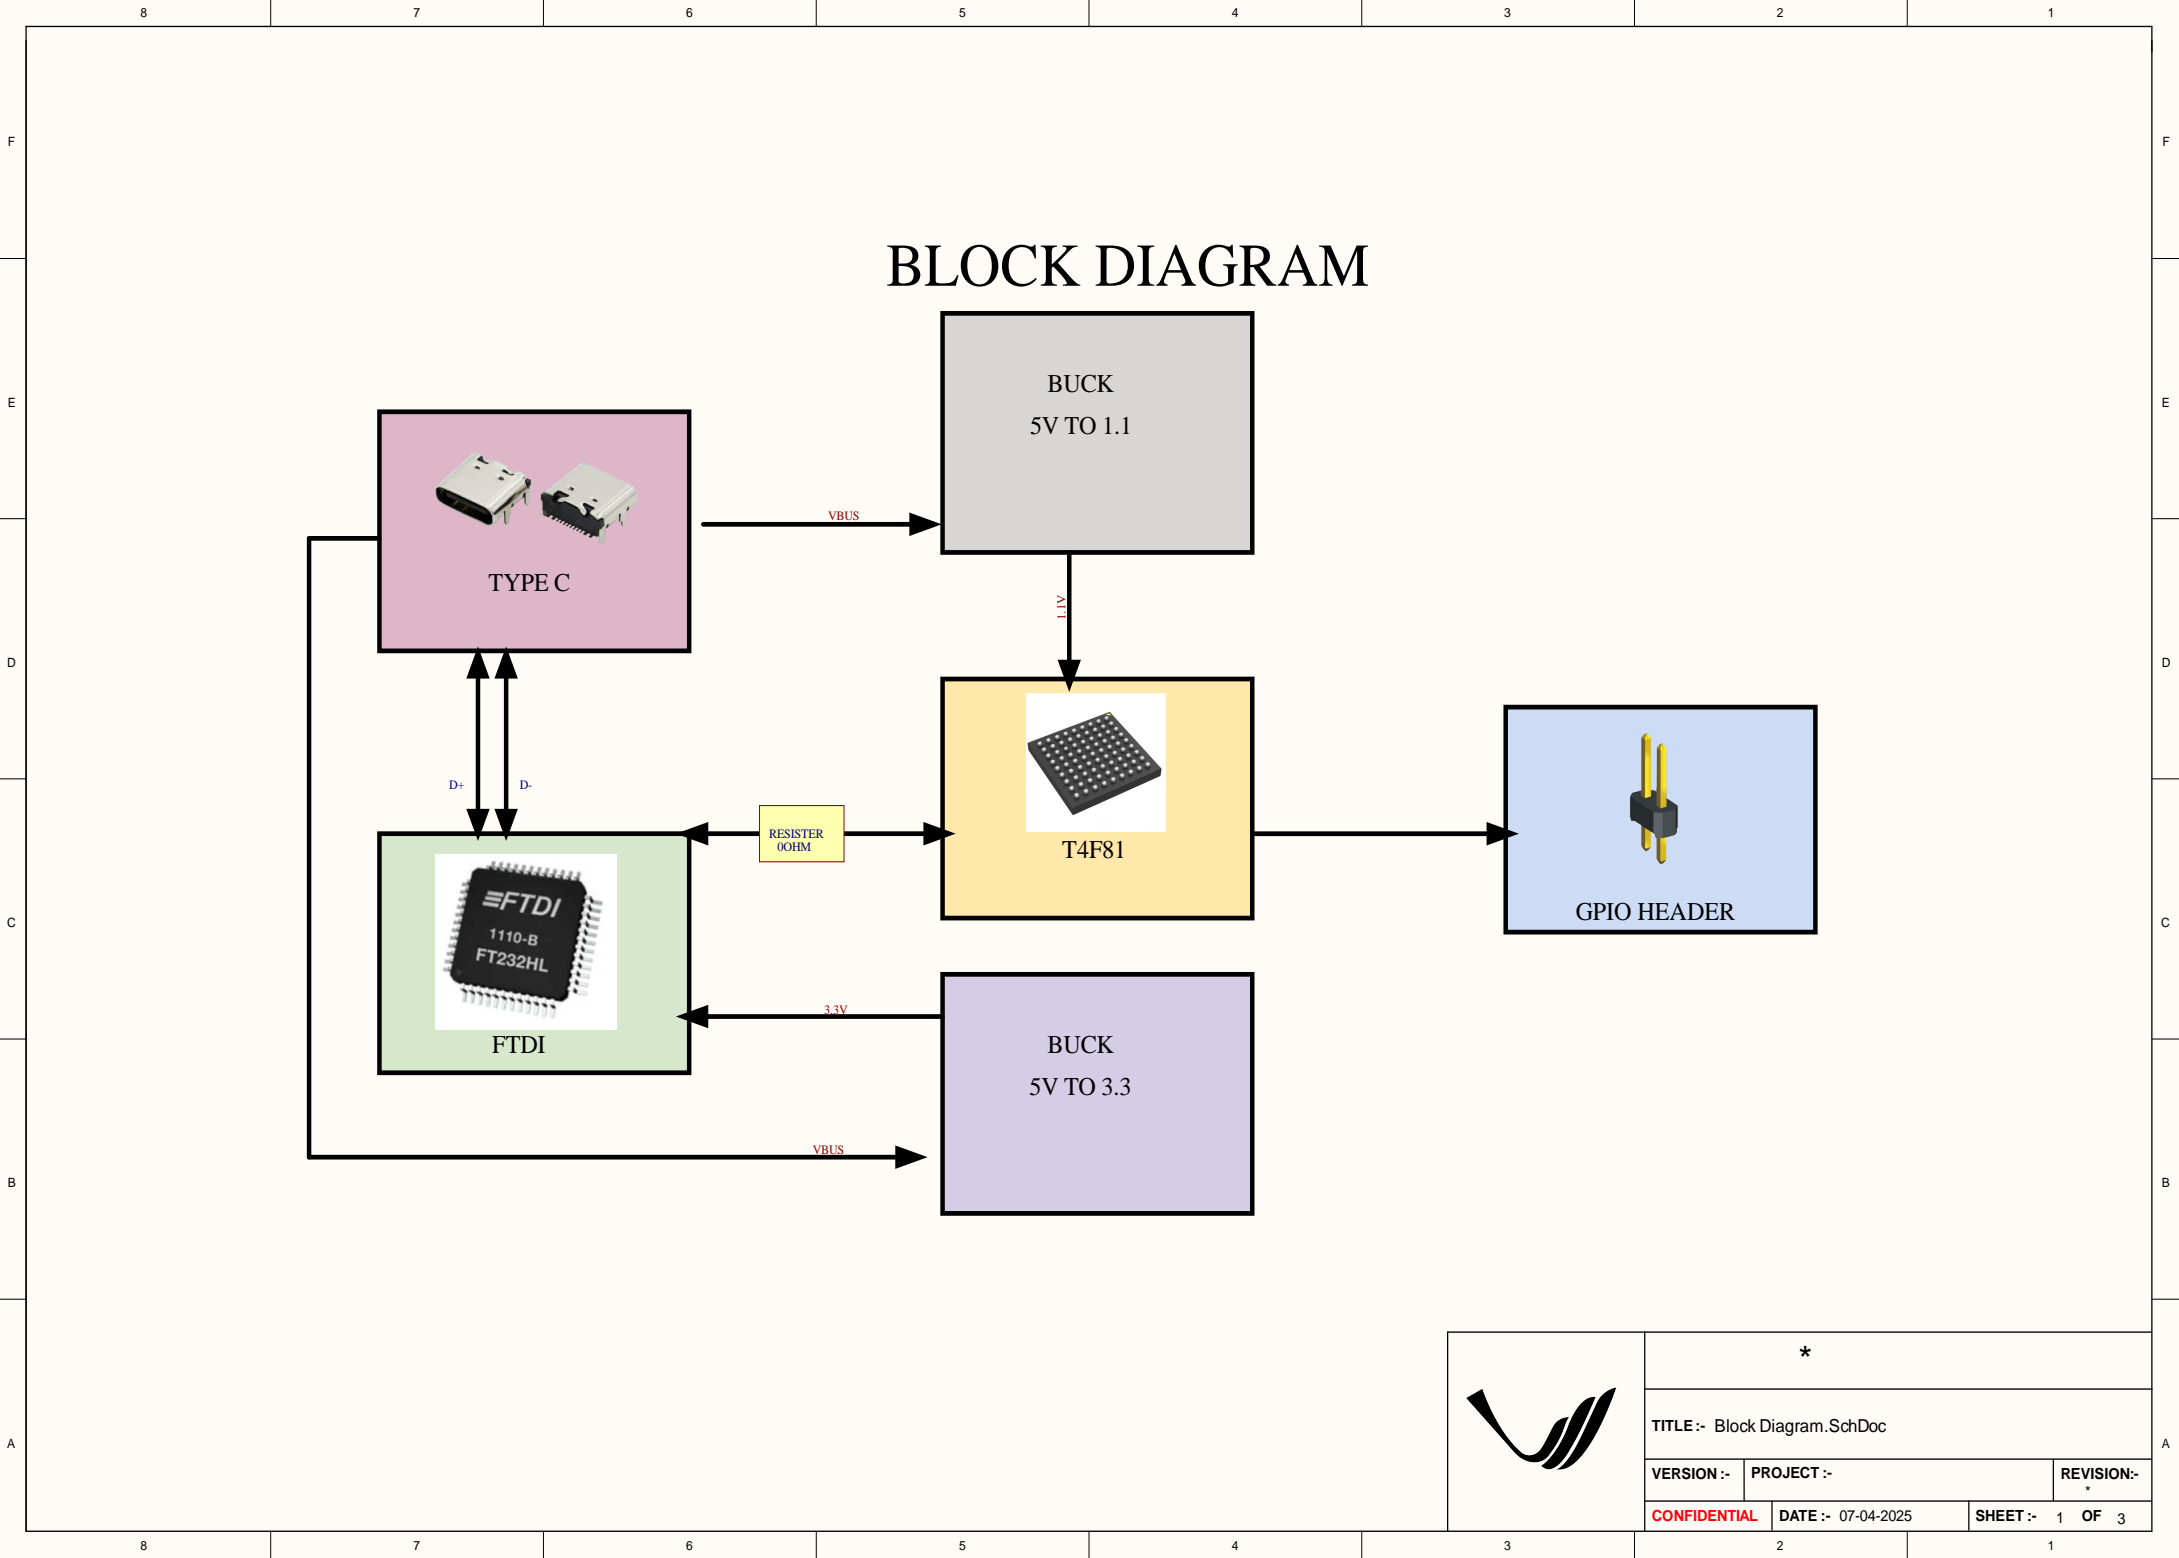 8 7 6 5 4 3 2 1
F F
BLOCK DIAGRAM
BUCK
5V TO 1.1
E E
TYPE C
VBUS
1.1V
D D
D+ D-
RESISTER
0OHM
T4F81
GPIO HEADER
FTDI
1110-B
FT232HL
FTDI
C C
3.3V
BUCK
5V TO 3.3
VBUS
B B
*
TITLE :- Block Diagram.SchDoc
A A
VERSION :- PROJECT :- REVISION:-
*
CONFIDENTIAL DATE :- 07-04-2025 SHEET :- 1 OF 3
8 7 6 5 4 3 2 1